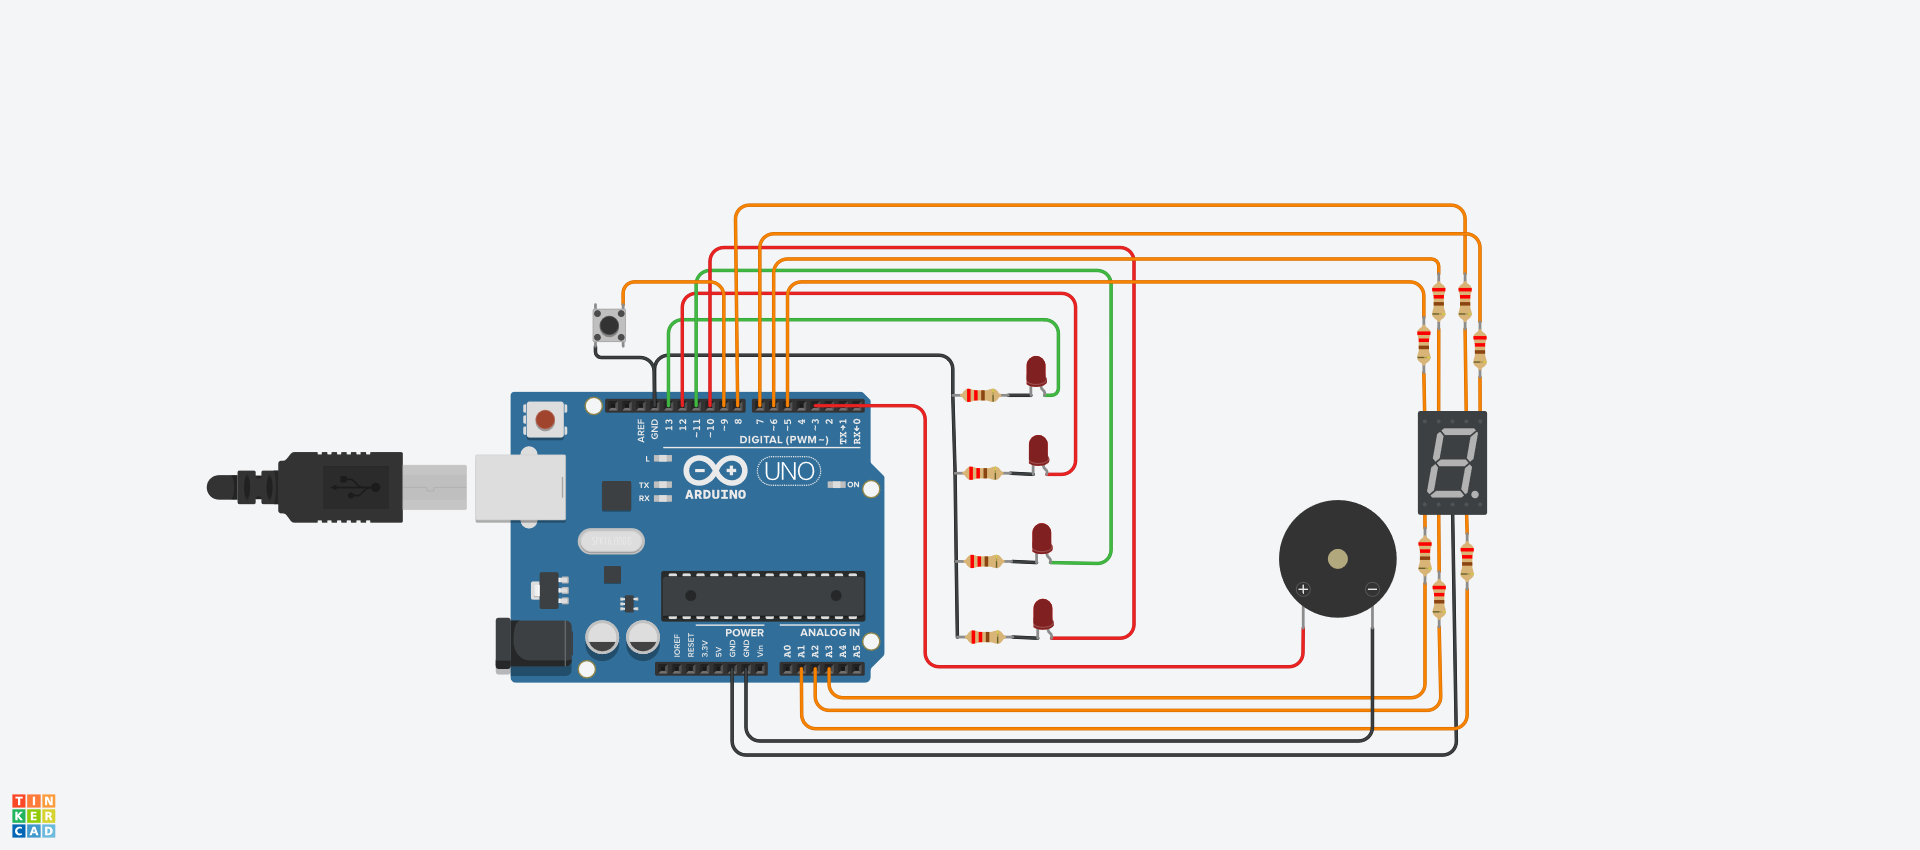 AREF
GND
13
12
~11
~10
~9
8
7
~6
~5
4
~3
2
TX→1
RX←0
DIGITAL (PWM~)
L
TX
RX
ARDUINO
UNO
ON
POWER
ANALOG IN
IOREF
RESET
3.3V
5V
GND
GND
Vin
A0
A1
A2
A3
A4
A5
TIN
KER
CAD